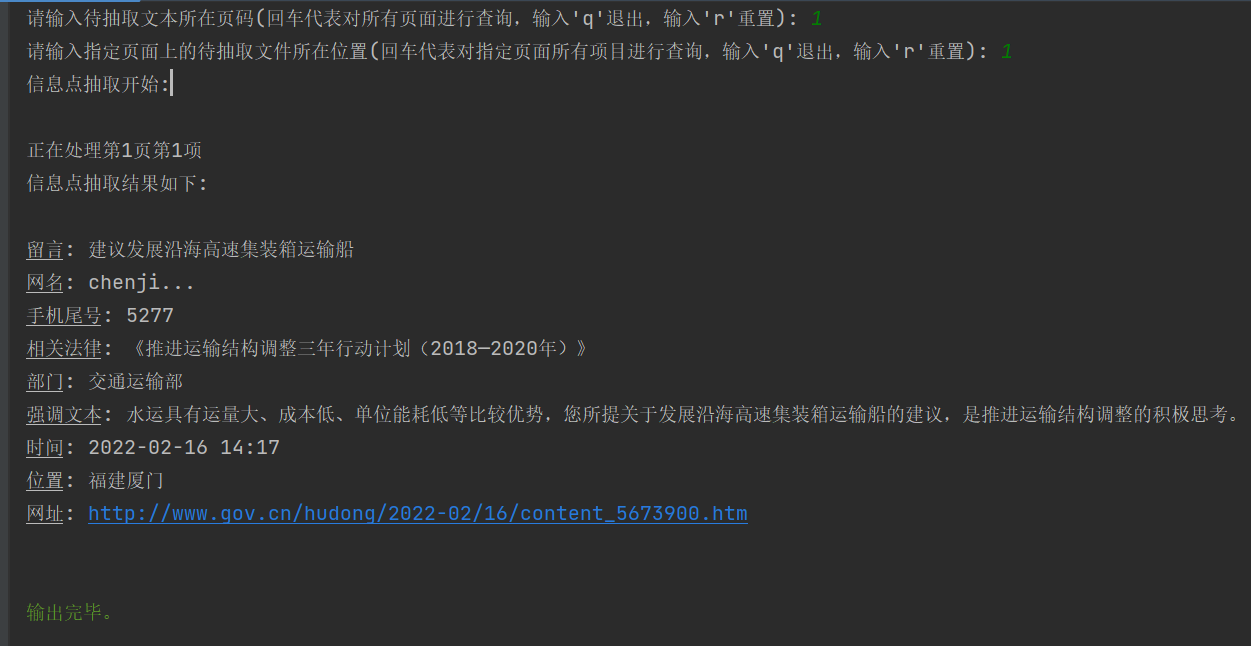 请输入待抽取文本所在页码(回车代表对所有页面进行查询，输入'q'退出，输入'r'重置): 1
请输入指定页面上的待抽取文件所在位置(回车代表对指定页面所有项目进行查询，输入'q'退出，输入'r'重置): 1
信息点抽取开始:
正在处理第1页第1项
信息点抽取结果如下:
留言: 建议发展沿海高速集装箱运输船
网名: chenji...
手机尾号: 5277
相关法律: 《推进运输结构调整三年行动计划（2018—2020年）》
部门: 交通运输部
强调文本: 水运具有运量大、成本低、单位能耗低等比较优势，您所提关于发展沿海高速集装箱运输船的建议，是推进运输结构调整的积极思考。
时间: 2022-02-16 14:17
位置: 福建厦门
网址: http://www.gov.cn/hudong/2022-02/16/content_5673900.htm
输出完毕。